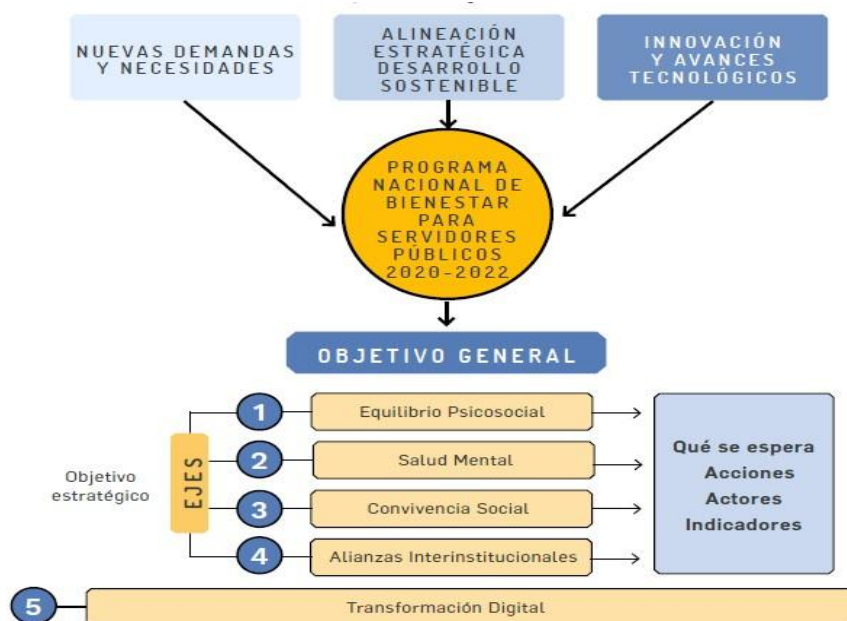 NUEVAS DEMANDAS
Y NECESIDADES
ALINEACIÓN
ESTRATÉGICA
DESARROLLO
SOSTENIBLE
INNOVACIÓN
Y AVANCES
TECNOLÓGICOS
PROGRAMA
NACIONAL DE
BIENESTAR
PARA
SERVIDORES
PÚBLICOS
2020-2022
OBJETIVO GENERAL
Objetivo
estratégico
EJES
1 Equilibrio Psicosocial
2 Salud Mental
3 Convivencia Social
4 Alianzas Interinstitucionales
Qué se espera
Acciones
Actores
Indicadores
5 Transformación Digital